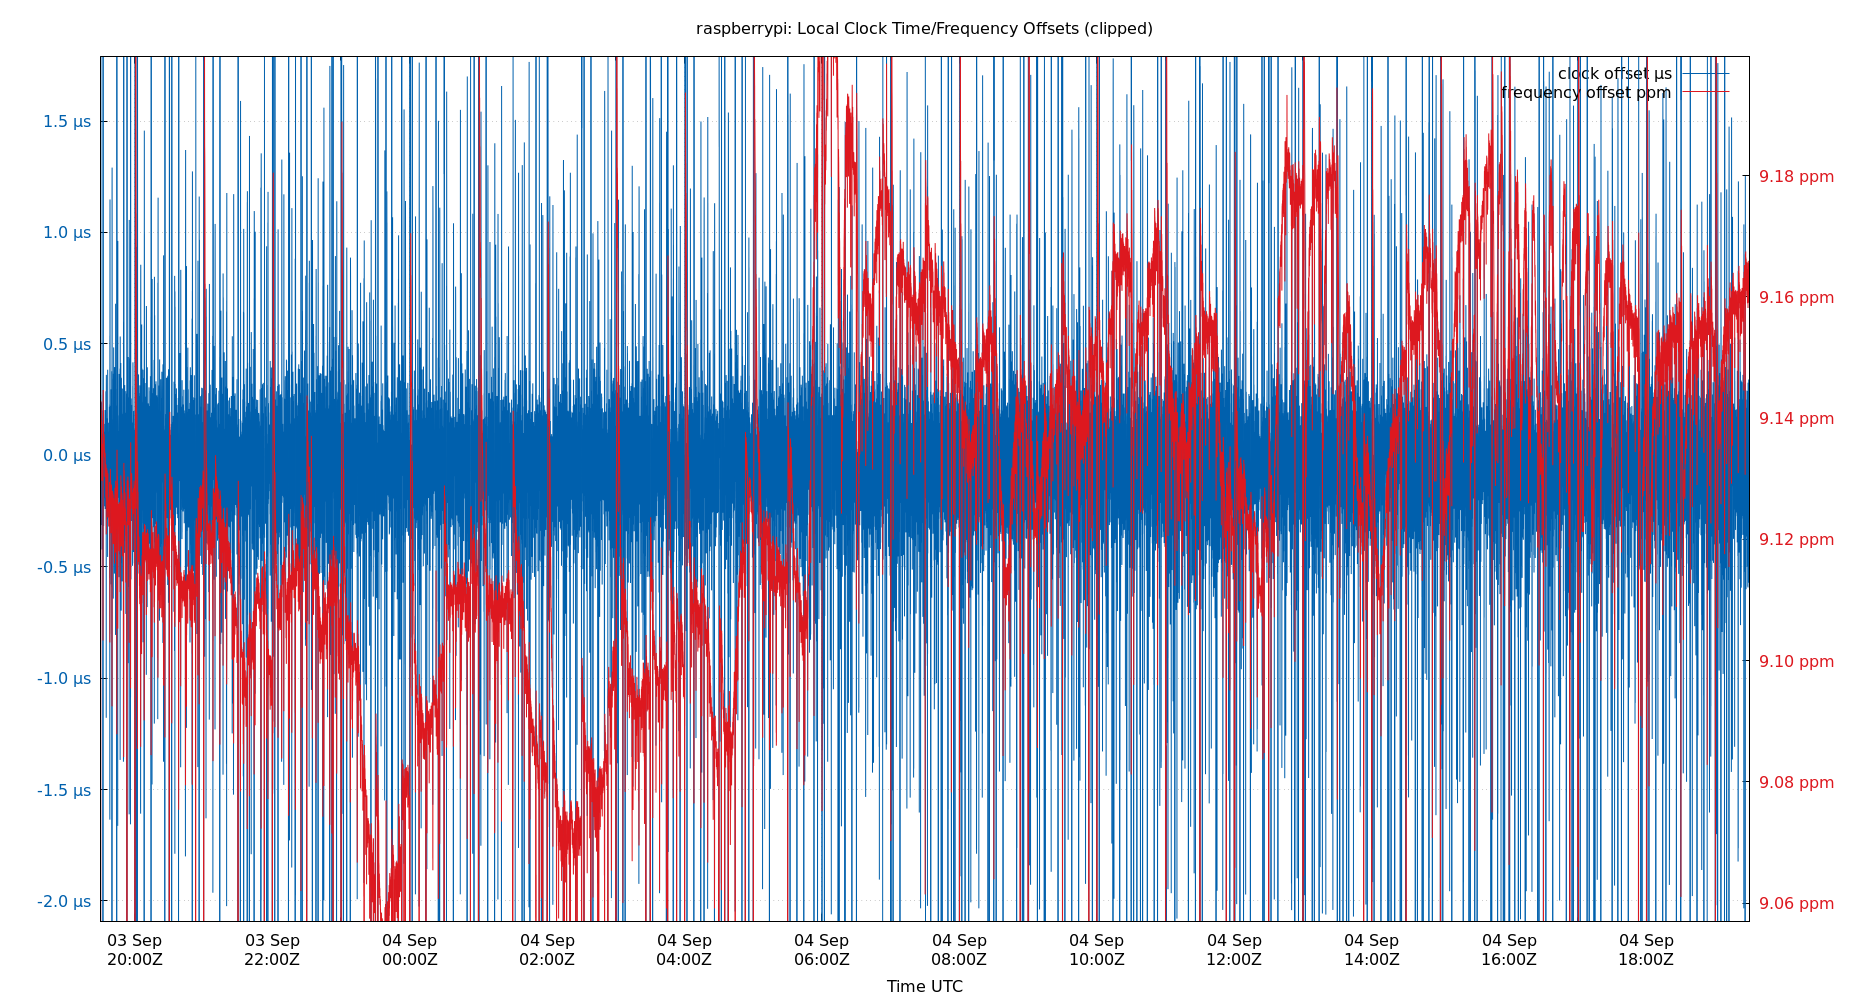 raspberrypi: Local Clock Time/Frequency Offsets (clipped)
clock offset µs
frequency offset ppm
1.5 µs
1.0 µs
0.5 µs
0.0 µs
-0.5 µs
-1.0 µs
-1.5 µs
-2.0 µs
9.18 ppm
9.16 ppm
9.14 ppm
9.12 ppm
9.10 ppm
9.08 ppm
9.06 ppm
03 Sep 03 Sep 04 Sep 04 Sep 04 Sep 04 Sep 04 Sep 04 Sep 04 Sep 04 Sep 04 Sep 04 Sep
20:00Z 22:00Z 00:00Z 02:00Z 04:00Z 06:00Z 08:00Z 10:00Z 12:00Z 14:00Z 16:00Z 18:00Z
Time UTC